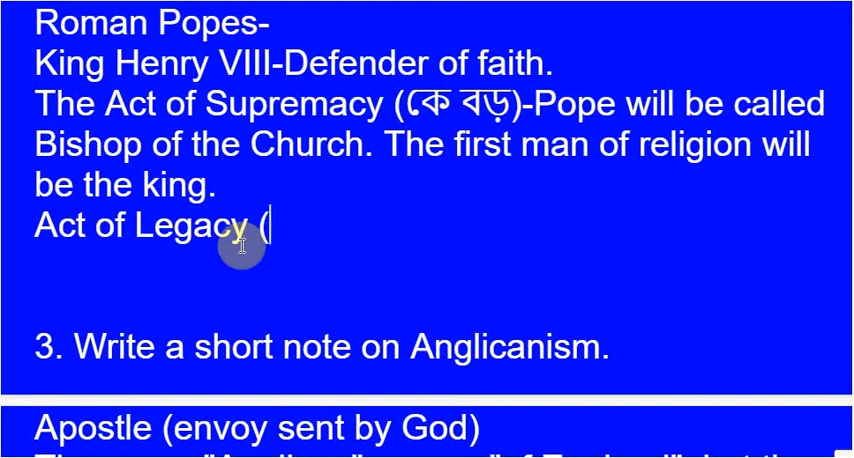 Roman Popes-
King Henry VIII-Defender of faith.
The Act of Supremacy (কে বড়)-Pope will be called
Bishop of the Church. The first man of religion will
be the king.
Act of Legacy (
3. Write a short note on Anglicanism.
Apostle (envoy sent by God)